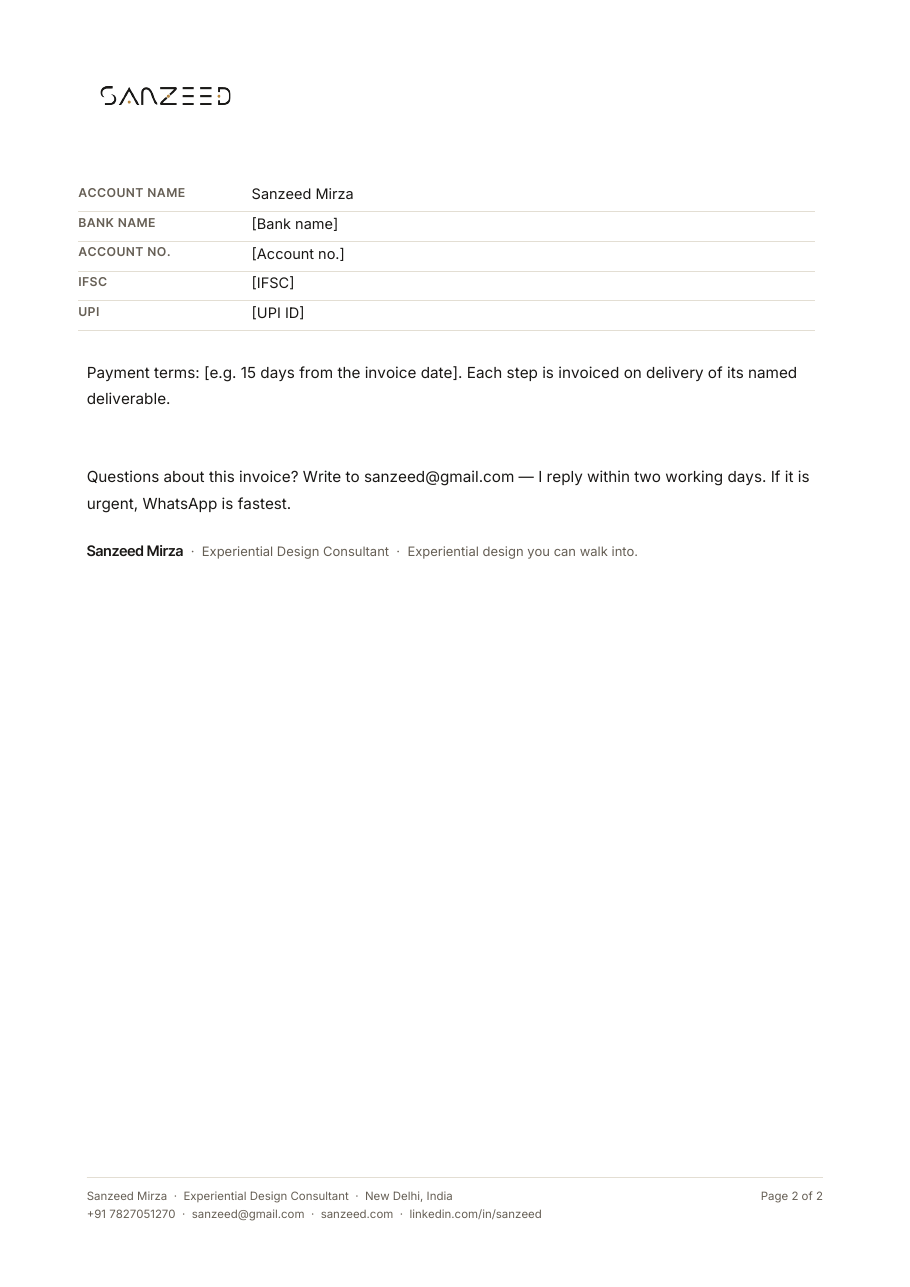 SANZEED
ACCOUNT NAME Sanzeed Mirza
BANK NAME [Bank name]
ACCOUNT NO. [Account no.]
IFSC [IFSC]
UPI [UPI ID]
Payment terms: [e.g. 15 days from the invoice date]. Each step is invoiced on delivery of its named
deliverable.
Questions about this invoice? Write to sanzeed@gmail.com — I reply within two working days. If it is
urgent, WhatsApp is fastest.
Sanzeed Mirza · Experiential Design Consultant · Experiential design you can walk into.
Sanzeed Mirza · Experiential Design Consultant · New Delhi, India Page 2 of 2
+91 7827051270 · sanzeed@gmail.com · sanzeed.com · linkedin.com/in/sanzeed